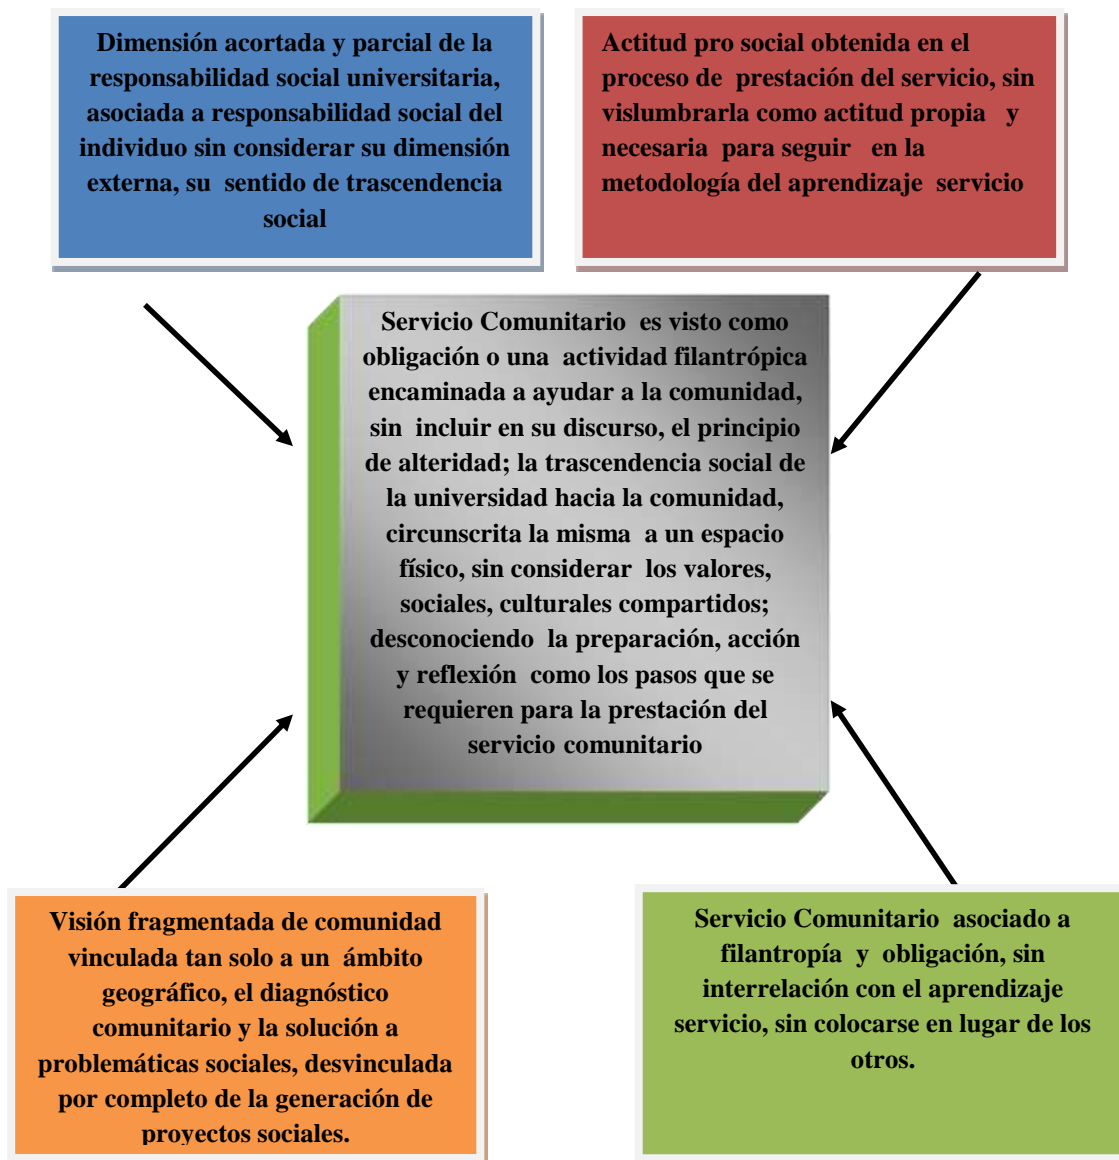 Dimensión acortada y parcial de la
responsabilidad social universitaria,
asociada a responsabilidad social del
individuo sin considerar su dimensión
externa, su sentido de trascendencia
social
Actitud pro social obtenida en el
proceso de prestación del servicio, sin
vislumbrarla como actitud propia y
necesaria para seguir en la
metodología del aprendizaje servicio
Servicio Comunitario es visto como
obligación o una actividad filantrópica
encaminada a ayudar a la comunidad,
sin incluir en su discurso, el principio
de alteridad; la trascendencia social de
la universidad hacia la comunidad,
circunscrita la misma a un espacio
físico, sin considerar los valores,
sociales, culturales compartidos;
desconociendo la preparación, acción
y reflexión como los pasos que se
requieren para la prestación del
servicio comunitario
Visión fragmentada de comunidad
vinculada tan solo a un ámbito
geográfico, el diagnóstico
comunitario y la solución a
problemáticas sociales, desvinculada
por completo de la generación de
proyectos sociales.
Servicio Comunitario asociado a
filantropía y obligación, sin
interrelación con el aprendizaje
servicio, sin colocarse en lugar de los
otros.